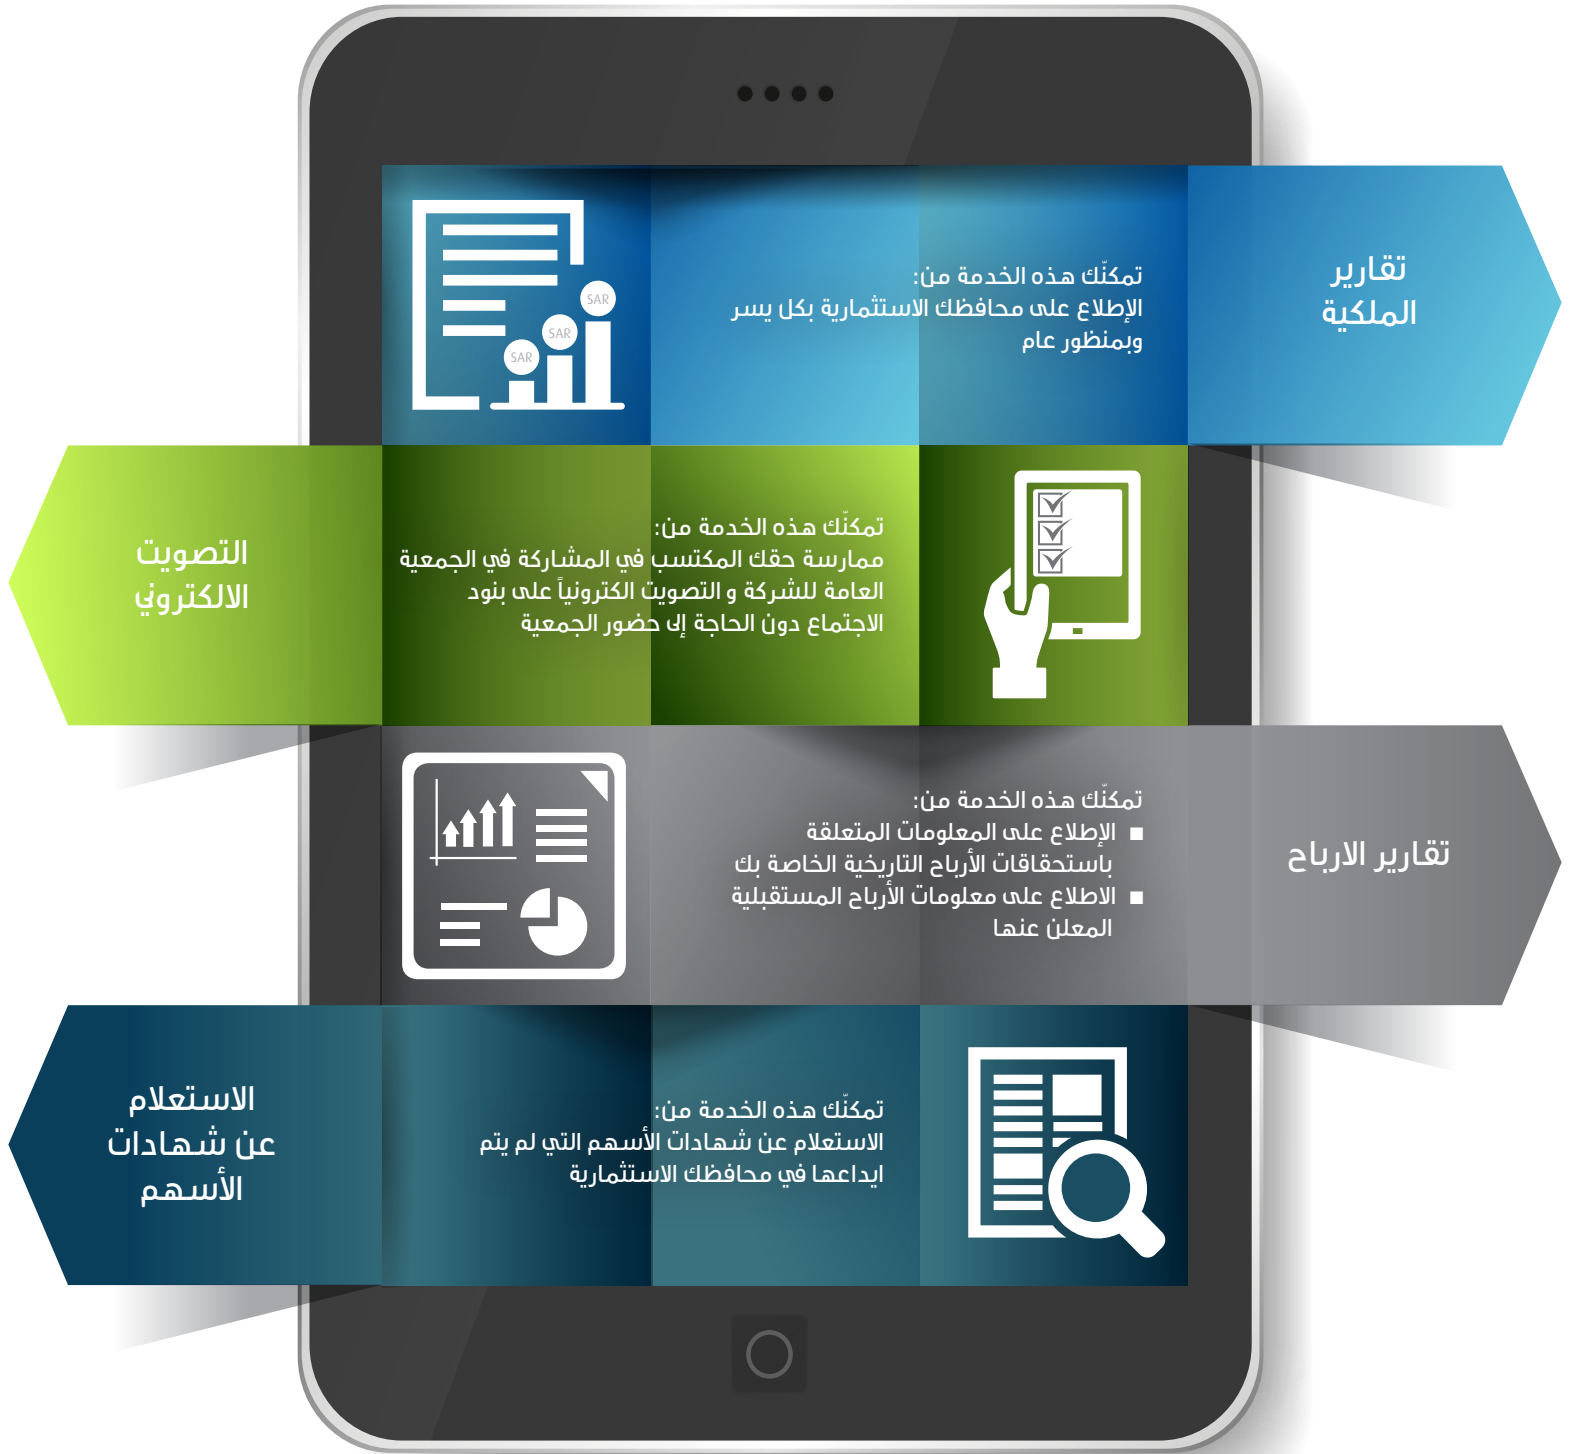 تقارير
الملكية
تمكنّك هذه الخدمة من:
الإطلاع على محافظك الاستثمارية بكل يسر
وبمنظور عام
SAR
SAR
SAR
التصويت
الالكتروني
تمكنّك هذه الخدمة من:
ممارسة حقك المكتسب في المشاركة في الجمعية
العامة للشركة و التصويت الكترونياً على بنود
الاجتماع دون الحاجة إلى حضور الجمعية
تقارير الارباح
تمكنّك هذه الخدمة من:
▪ الإطلاع على المعلومات المتعلقة
باستحقاقات الأرباح التاريخية الخاصة بك
▪ الاطلاع على معلومات الأرباح المستقبلية
المعلن عنها
الاستعلام
عن شهادات
الأسهم
تمكنّك هذه الخدمة من:
الاستعلام عن شهادات الأسهم التي لم يتم
ايداعها في محافظك الاستثمارية